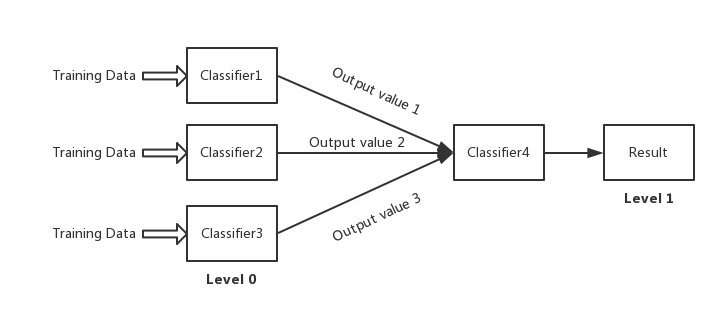 Training Data
Classifier1
Output value 1
Training Data
Classifier2
Output value 2
Classifier4
Result
Level 1
Training Data
Classifier3
Output value 3
Level 0